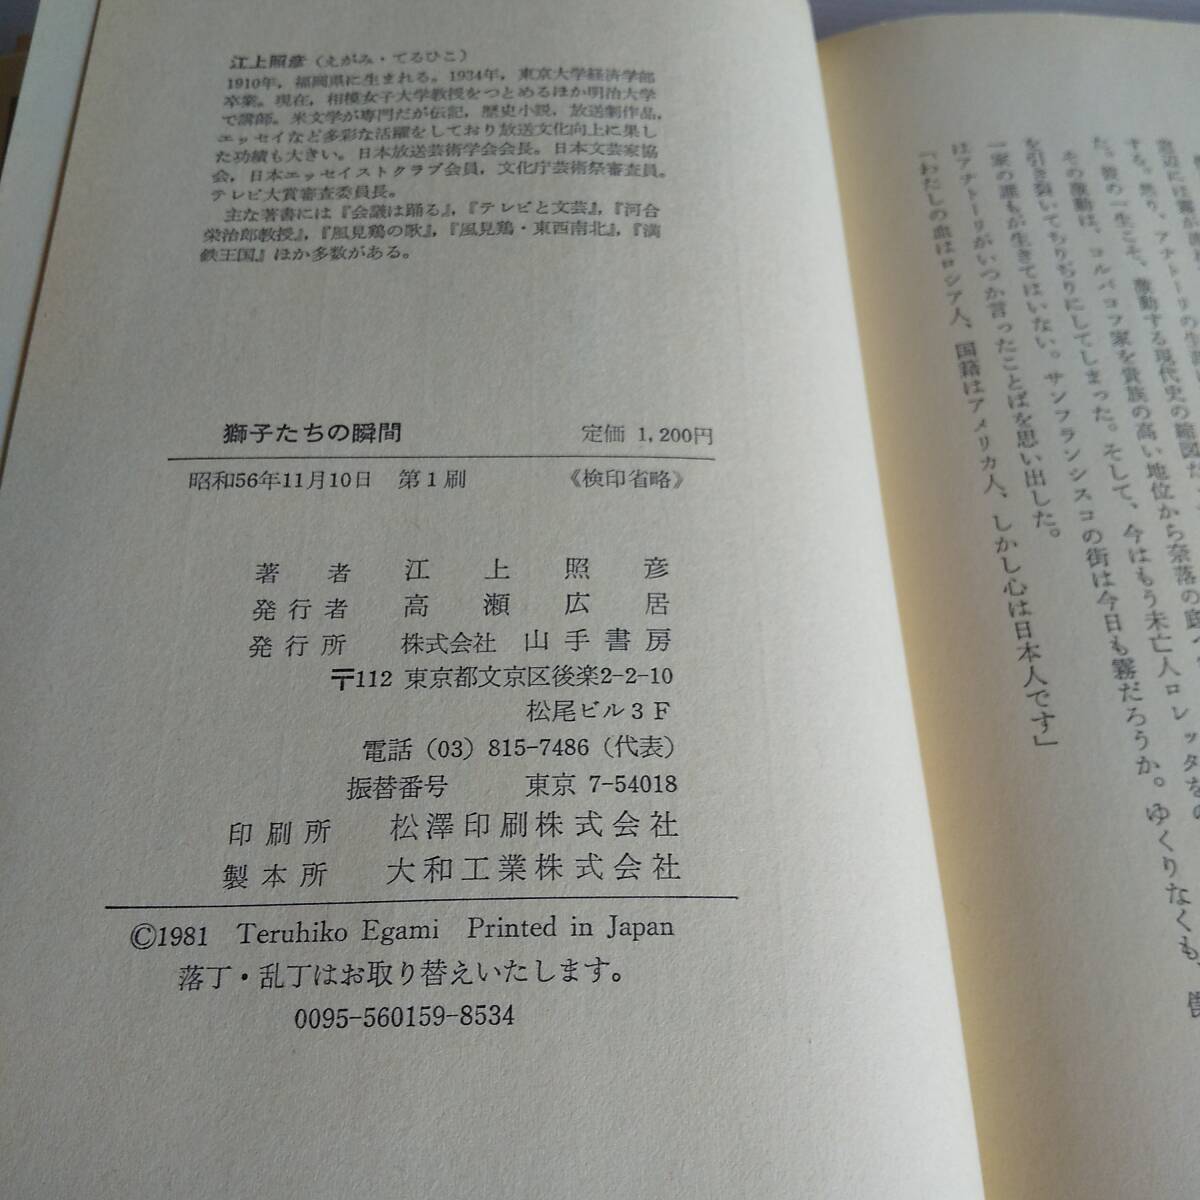 江上照彦（えがみ・てるひこ）
1910年，福岡県に生まれる。1934年，東京大学経済学部
卒業。現在，相模女子大学教授をつとめるほか明治大学
で講師。米文学が専門だが伝記，歴史小説，放送劇作品，
エッセイなど多彩な活躍をしており放送文化向上に果し
た功績も大きい。日本放送芸術学会会長。日本文芸家協
会，日本エッセイストクラブ会員，文化庁芸術祭審査員。
テレビ大賞審査委員長。
主な著書には『会議は踊る』，『テレビと文芸』，『河合
栄治郎教授』，『風見鶏の歌』，『風見鶏・東西南北』，『満
鉄王国』ほか多数がある。
獅子たちの瞬間 定価 1,200円
昭和56年11月10日 第1刷 《検印省略》
著者 江上照彦
発行者 高瀬広居
発行所 株式会社 山手書房
〒112 東京都文京区後楽2-2-10
松尾ビル3F
電話（03）815-7486（代表）
振替番号 東京 7-54018
印刷所 松澤印刷株式会社
製本所 大和工業株式会社
©1981 Teruhiko Egami Printed in Japan
落丁・乱丁はお取り替えいたします。
0095-560159-8534
する。然り、アナトーリの生
た。彼の一生こそ、激動する現代史の縮図だ
その激動は、コルバコフ家を貴族の高い地位から奈落の
を引き裂いてちりぢりにしてしまった。そして、今はもう未亡人ロレッタを
一家の誰もが生きてはいない。サンフランシスコの街は今日も霧だろうか。ゆくりなくも、
はアナトーリがいつか言ったことばを思い出した。
「わたしの血はロシア人、国籍はアメリカ人、しかし心は日本人です」